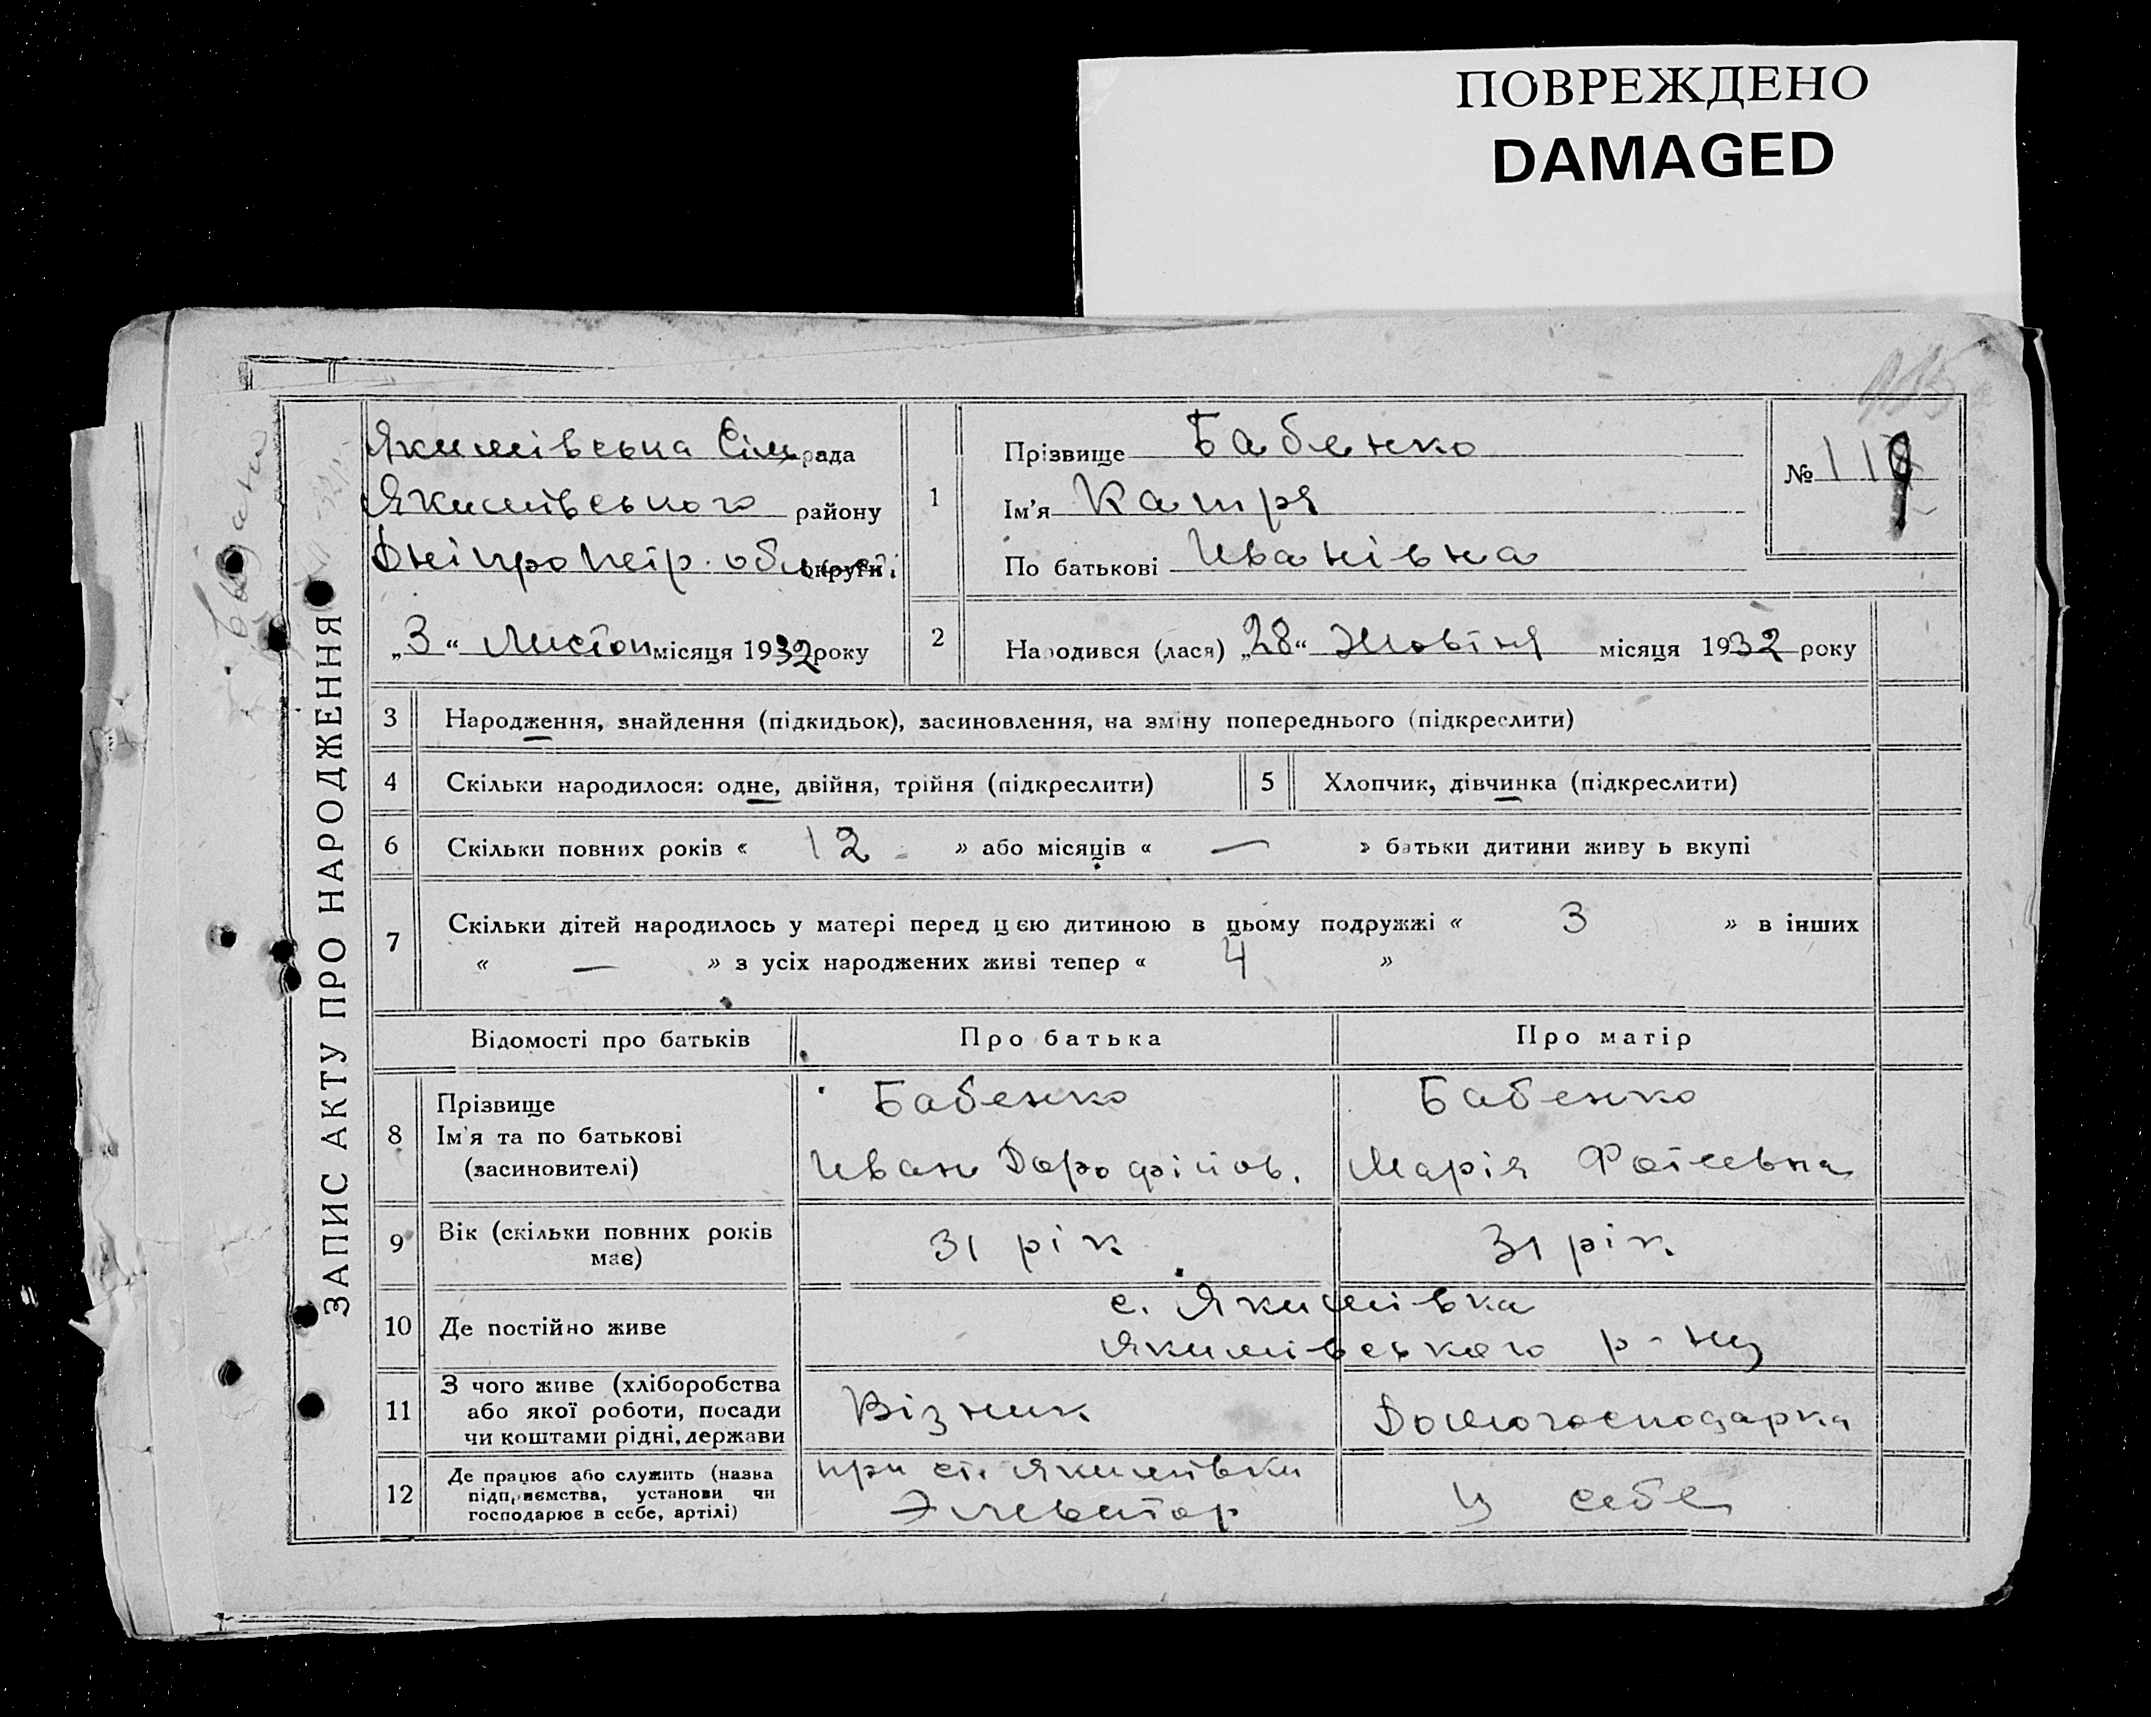 ПОВРЕЖДЕНО
DAMAGED
ЗАПИС АКТУ ПРО НАРОДЖЕННЯ
Якимівська Сільрада
Якимівського району
Дніпропетр. області
„3“ Листоп місяця 1932 року
1
Прізвище Бабенко
Ім'я Катря
По батькові Иванівна
№ 119
2
Народився (лася) „28“ Жовтня місяця 1932 року
3 Народження, знайдення (підкидьок), засиновлення, на зміну попереднього (підкреслити)
4 Скільки народилося: одне, двійня, трійня (підкреслити) 5 Хлопчик, дівчинка (підкреслити)
6 Скільки повних років « 12 » або місяців « — » батьки дитини живу ь вкупі
7 Скільки дітей народилось у матері перед цєю дитиною в цьому подружжі « 3 » в інших
« — » з усіх народжених живі тепер « 4 »
Відомості про батьків Про батька Про матір
8 Прізвище Бабенко Бабенко
Ім'я та по батькові Иван Дорофійов. Марія
(засиновителі)
9 Вік (скільки повних років має) 31 рік 31 рік
10 Де постійно живе с. Якимівка
Якимівського р-ну
11 З чого живе (хліборобства
або якої роботи, посади Візник Домогосподарка
чи коштами рідні, держави
12 Де працює або служить (назва при ст. Якимівки
підприємства, установи чи Элеватор У себе
господарює в себе, артілі)